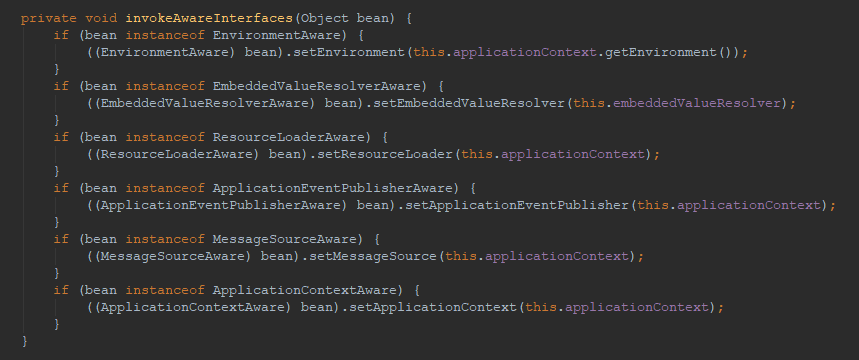 private void invokeAwareInterfaces(Object bean) {
    if (bean instanceof EnvironmentAware) {
        ((EnvironmentAware) bean).setEnvironment(this.applicationContext.getEnvironment());
    }
    if (bean instanceof EmbeddedValueResolverAware) {
        ((EmbeddedValueResolverAware) bean).setEmbeddedValueResolver(this.embeddedValueResolver);
    }
    if (bean instanceof ResourceLoaderAware) {
        ((ResourceLoaderAware) bean).setResourceLoader(this.applicationContext);
    }
    if (bean instanceof ApplicationEventPublisherAware) {
        ((ApplicationEventPublisherAware) bean).setApplicationEventPublisher(this.applicationContext);
    }
    if (bean instanceof MessageSourceAware) {
        ((MessageSourceAware) bean).setMessageSource(this.applicationContext);
    }
    if (bean instanceof ApplicationContextAware) {
        ((ApplicationContextAware) bean).setApplicationContext(this.applicationContext);
    }
}